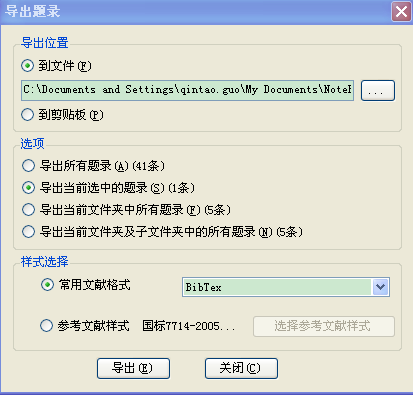 导出题录
导出位置
到文件(F)
C:\Documents and Settings\qintao.guo\My Documents\NoteE
...
到剪贴板(P)
选项
导出所有题录(A)(41条)
导出当前选中的题录(S)(1条)
导出当前文件夹中所有题录(F)(5条)
导出当前文件夹及子文件夹中的所有题录(N)(5条)
样式选择
常用文献格式 BibTex
参考文献样式 国标7714-2005... 选择参考文献样式
导出(E) 关闭(C)